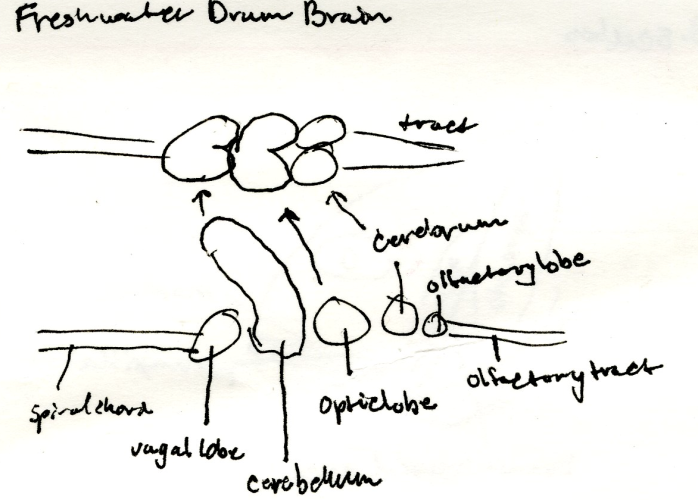 Freshwater Drum Brain
tract
cerebrum
olfactory lobe
olfactory tract
optic lobe
spinal chord
vagal lobe
cerebellum